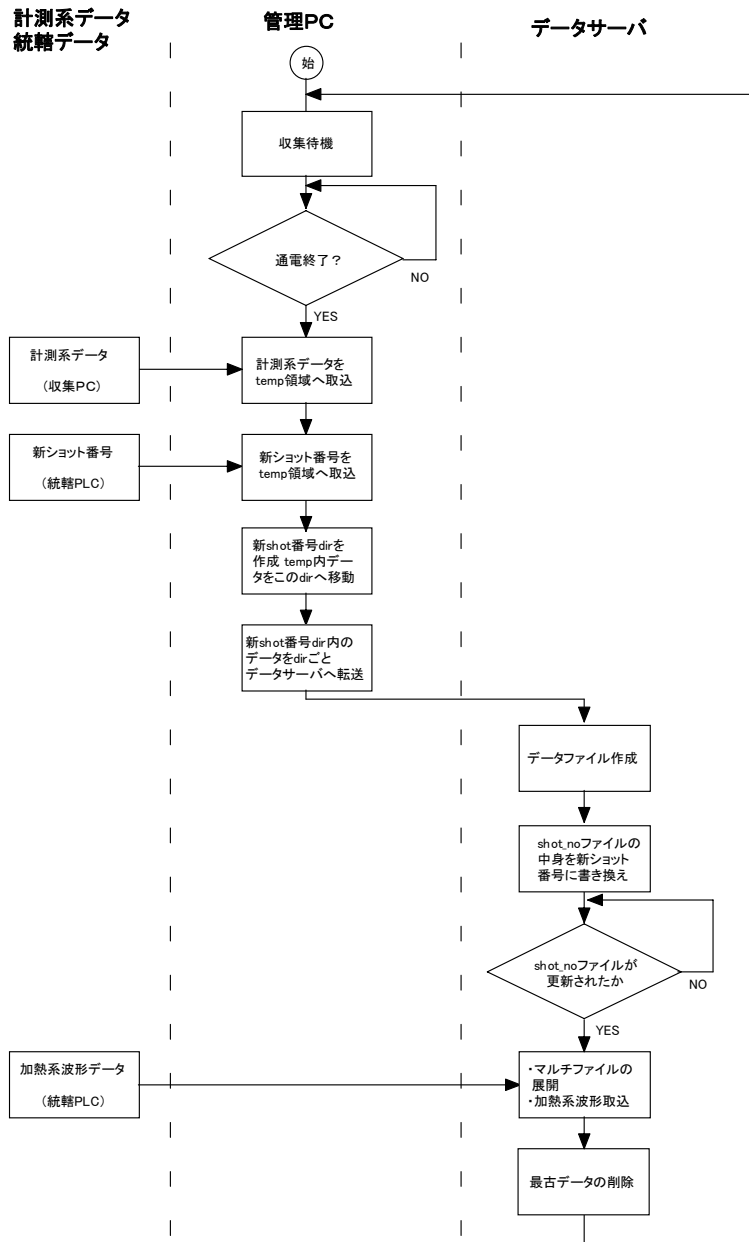 計測系データ
統轄データ
管理PC
データサーバ
始
収集待機
通電終了？
NO
YES
計測系データ
(収集PC)
計測系データを
temp領域へ取込
新ショット番号
(統轄PLC)
新ショット番号を
temp領域へ取込
新shot番号dirを
作成 temp内デー
タをこのdirへ移動
新shot番号dir内の
データをdirごと
データサーバへ転送
データファイル作成
shot_noファイルの
中身を新ショット
番号に書き換え
shot_noファイルが
更新されたか
NO
YES
加熱系波形データ
(統轄PLC)
・マルチファイルの
展開
・加熱系波形取込
最古データの削除